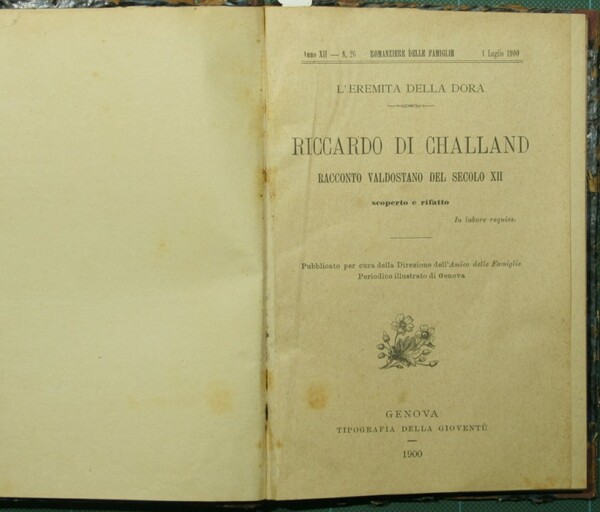 Anno XII — N. 26 ROMANZIERE DELLE FAMIGLIE 1 Luglio 1900
L'EREMITA DELLA DORA
RICCARDO DI CHALLAND
RACCONTO VALDOSTANO DEL SECOLO XII
scoperto e rifatto
In labore requies.
Pubblicato per cura della Direzione dell'Amico delle Famiglie
Periodico illustrato di Genova
GENOVA
TIPOGRAFIA DELLA GIOVENTÙ
1900